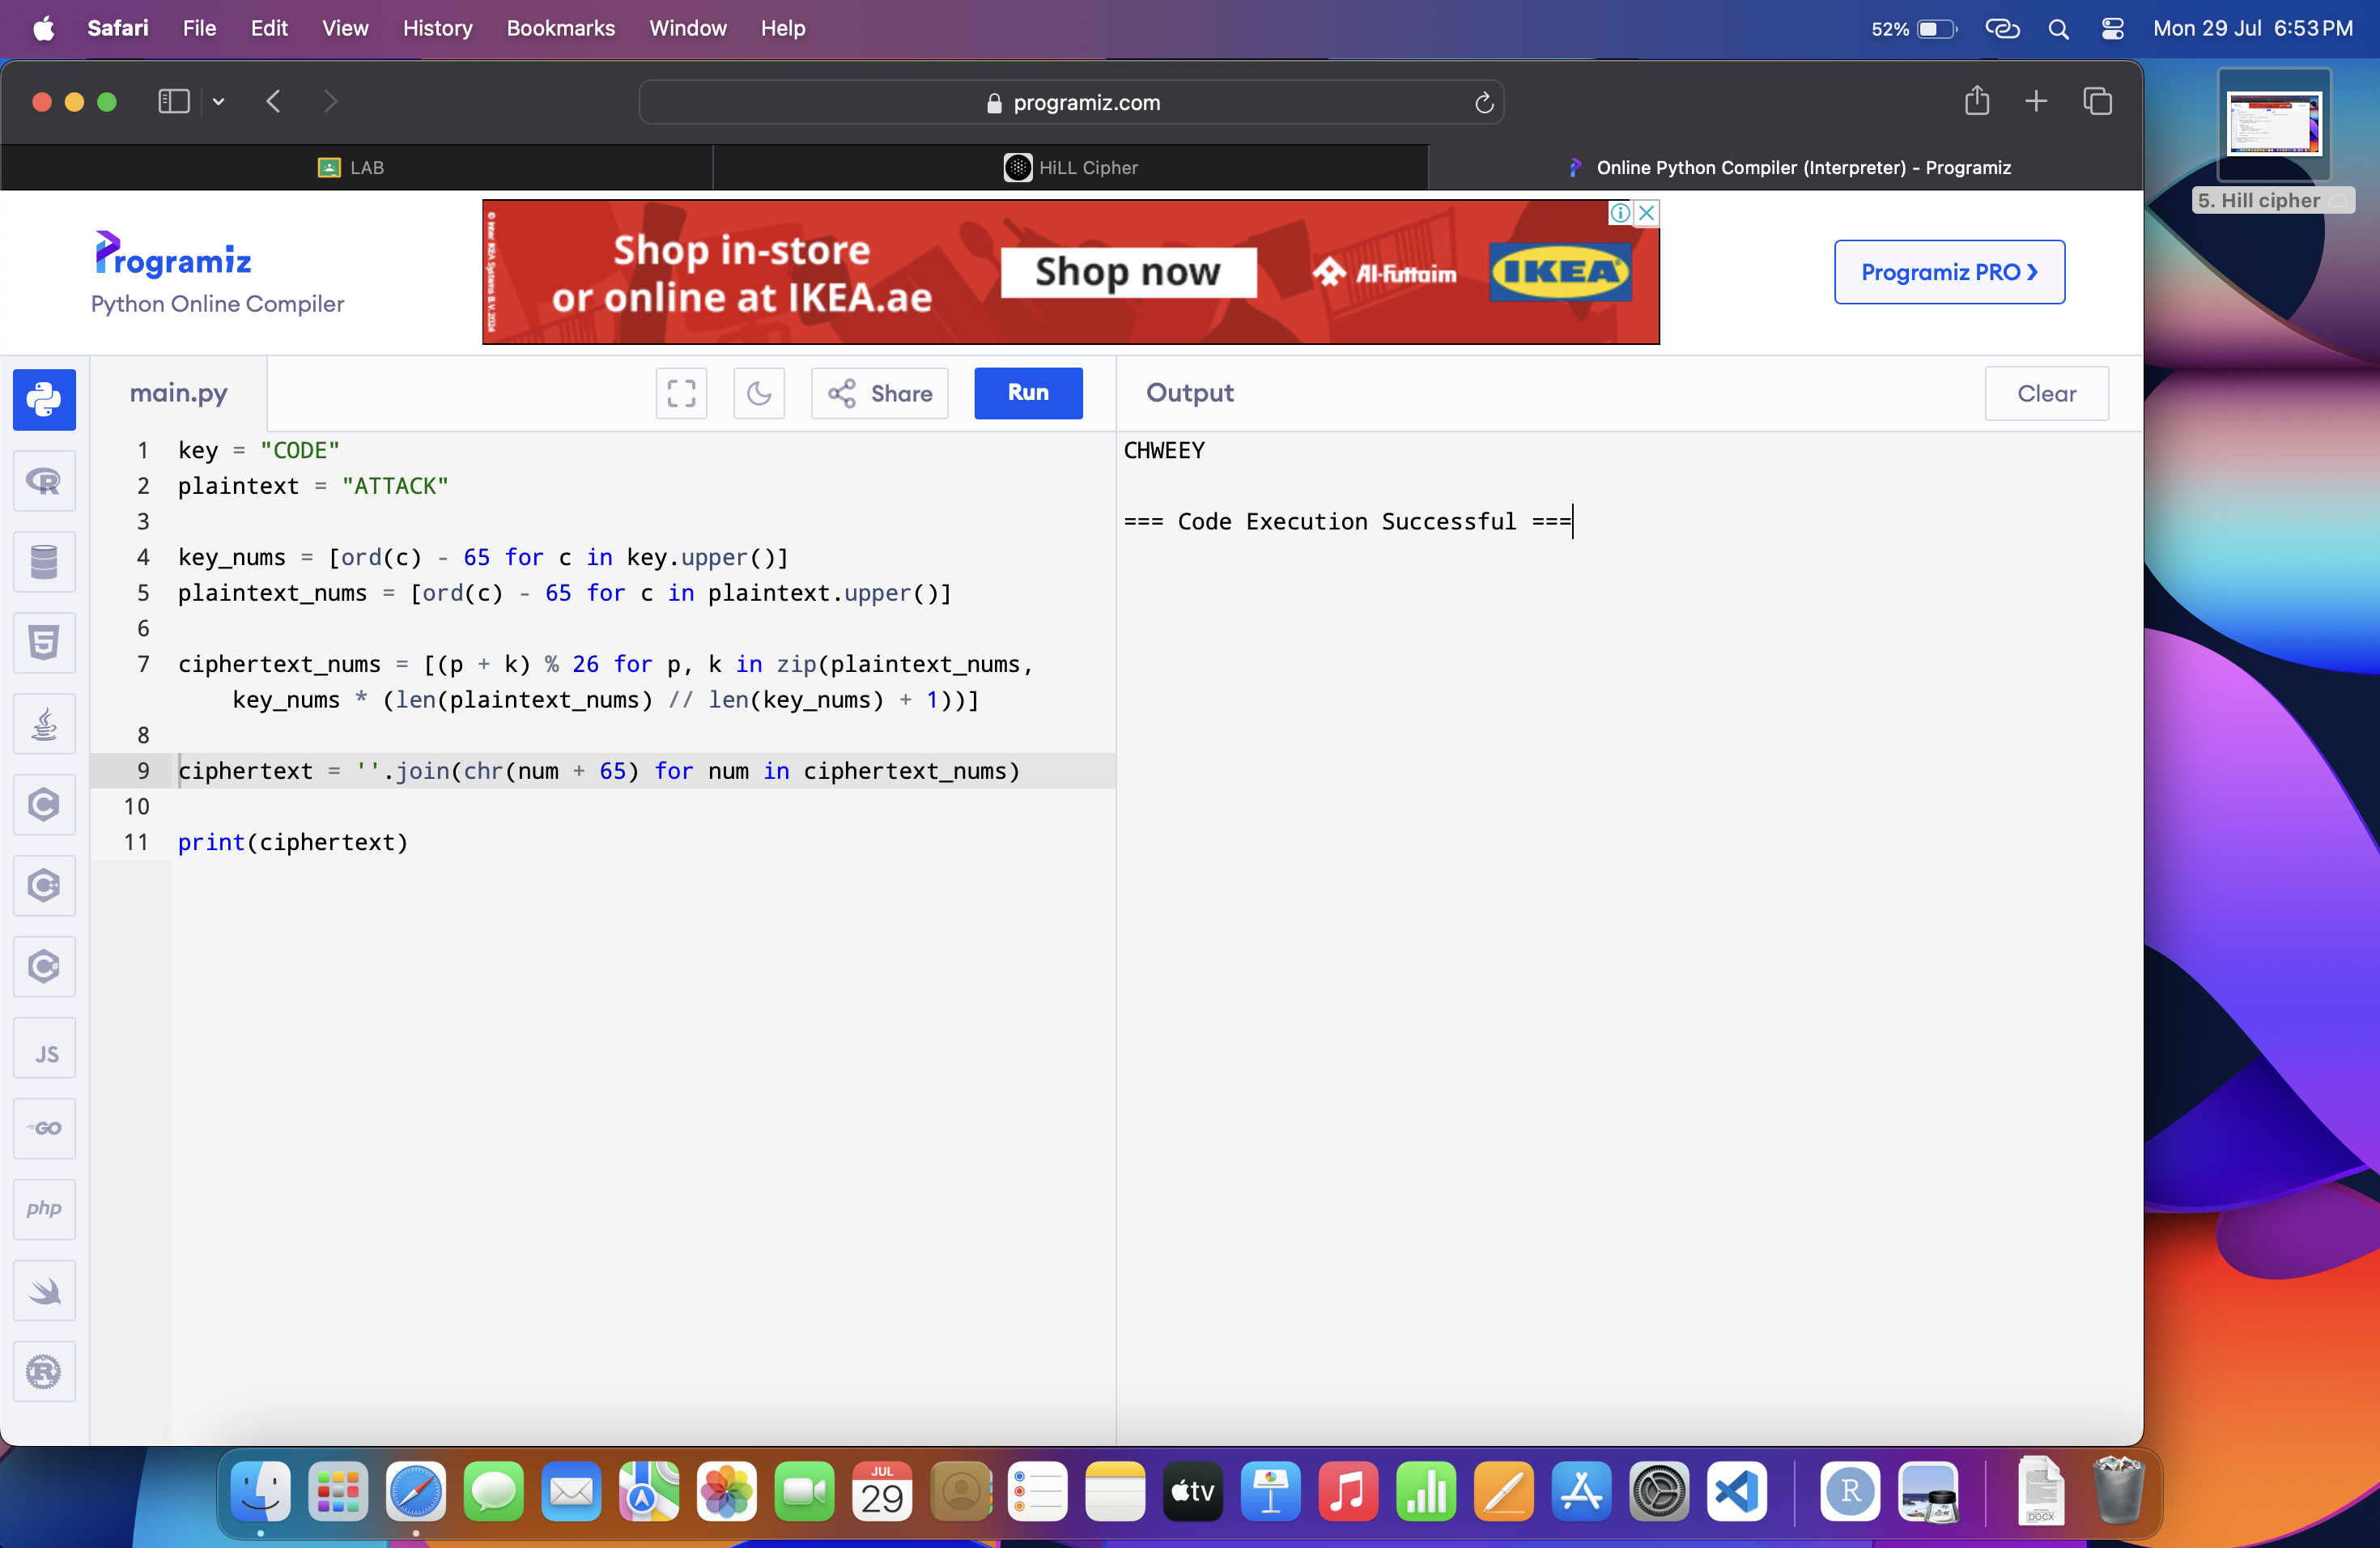 Safari File Edit View History Bookmarks Window Help 52% Mon 29 Jul 6:53 PM
programiz.com
LAB HiLL Cipher Online Python Compiler (Interpreter) - Programiz
5. Hill cipher
Programiz
Python Online Compiler
© Inter IKEA Systems B.V. 2024
Shop in-store
or online at IKEA.ae
Shop now
Al-Futtaim
IKEA
Programiz PRO ❯
main.py Share Run Output Clear
1 key = "CODE"
2 plaintext = "ATTACK"
3
4 key_nums = [ord(c) - 65 for c in key.upper()]
5 plaintext_nums = [ord(c) - 65 for c in plaintext.upper()]
6
7 ciphertext_nums = [(p + k) % 26 for p, k in zip(plaintext_nums,
key_nums * (len(plaintext_nums) // len(key_nums) + 1))]
8
9 ciphertext = ''.join(chr(num + 65) for num in ciphertext_nums)
10
11 print(ciphertext)
CHWEEY
=== Code Execution Successful ===
R
5
C
C
C#
JS
GO
php
R
JUL
29
tv
R
DOCX